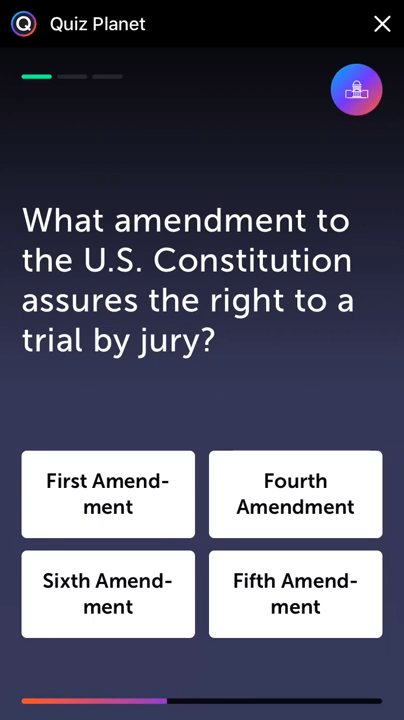 Quiz Planet
What amendment to
the U.S. Constitution
assures the right to a
trial by jury?
First Amend-
ment
Fourth
Amendment
Sixth Amend-
ment
Fifth Amend-
ment